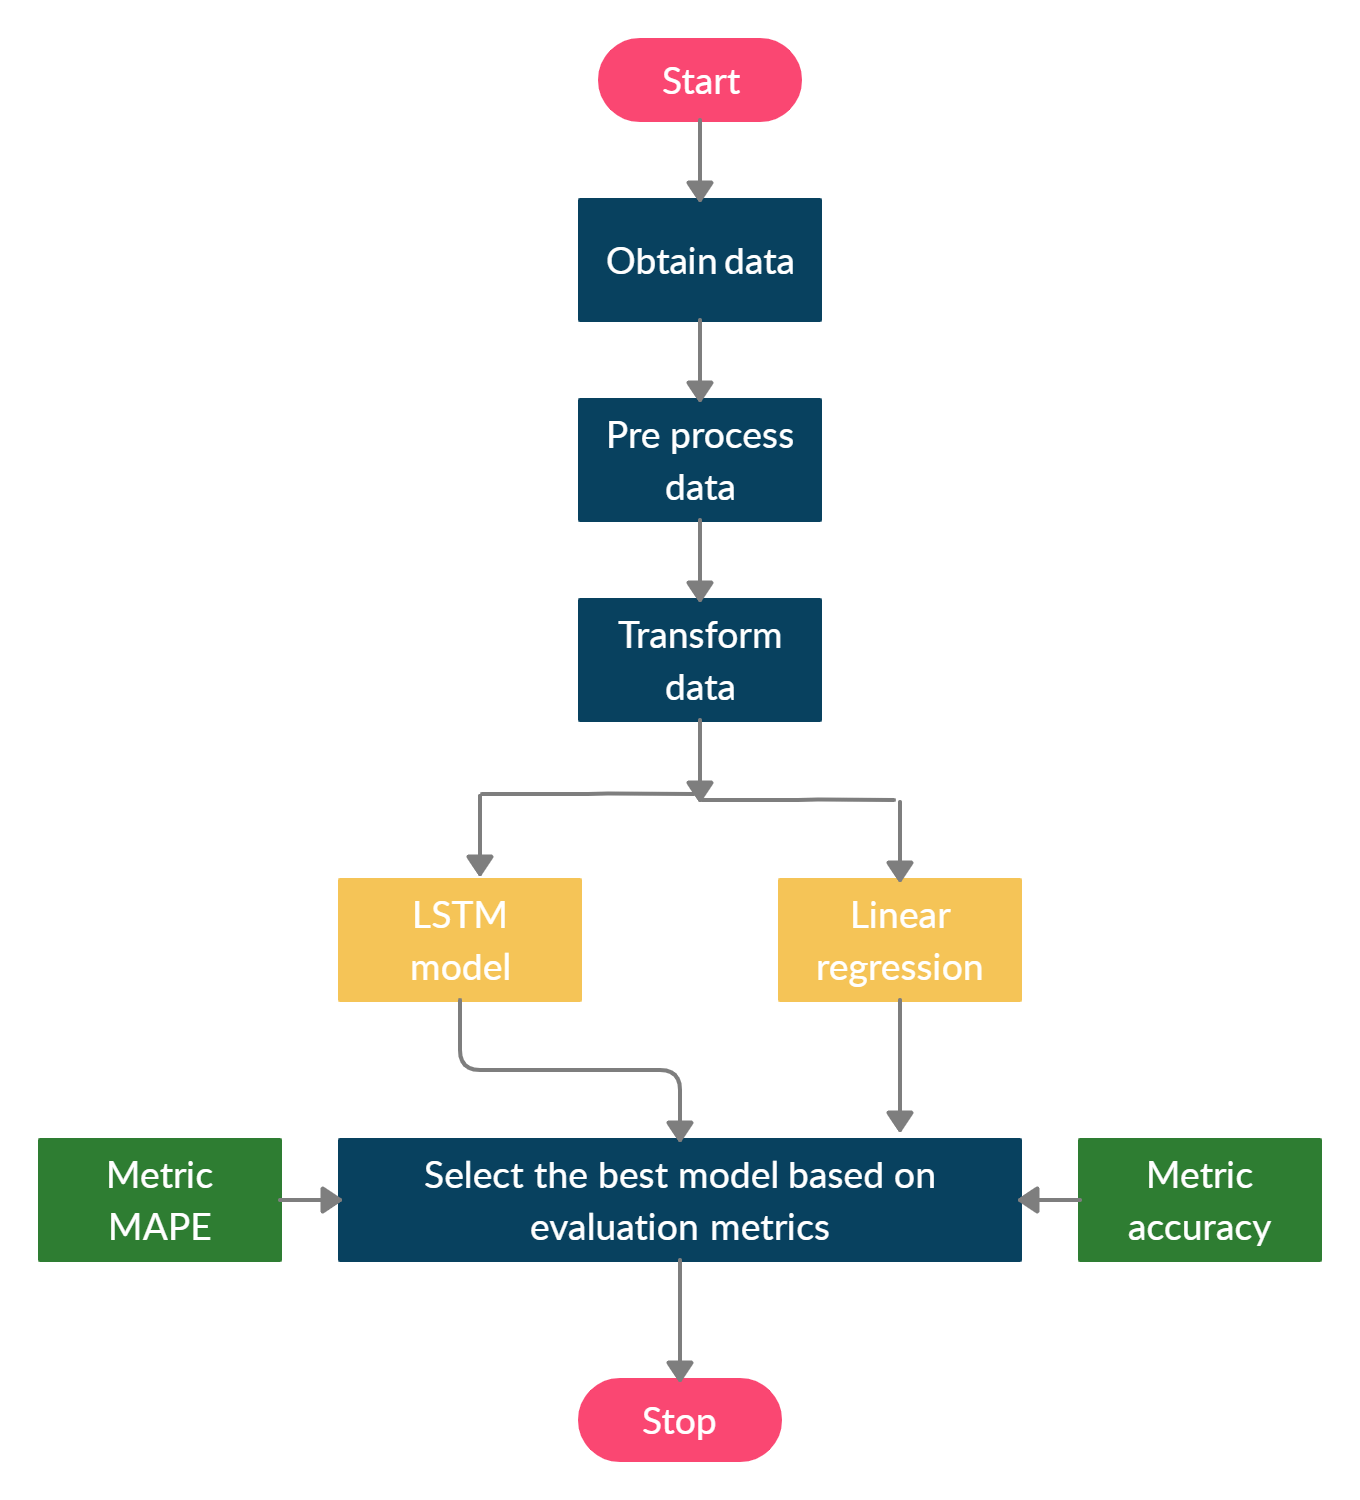 Start
Obtain data
Pre process
data
Transform
data
LSTM
model
Linear
regression
Metric
MAPE
Select the best model based on
evaluation metrics
Metric
accuracy
Stop